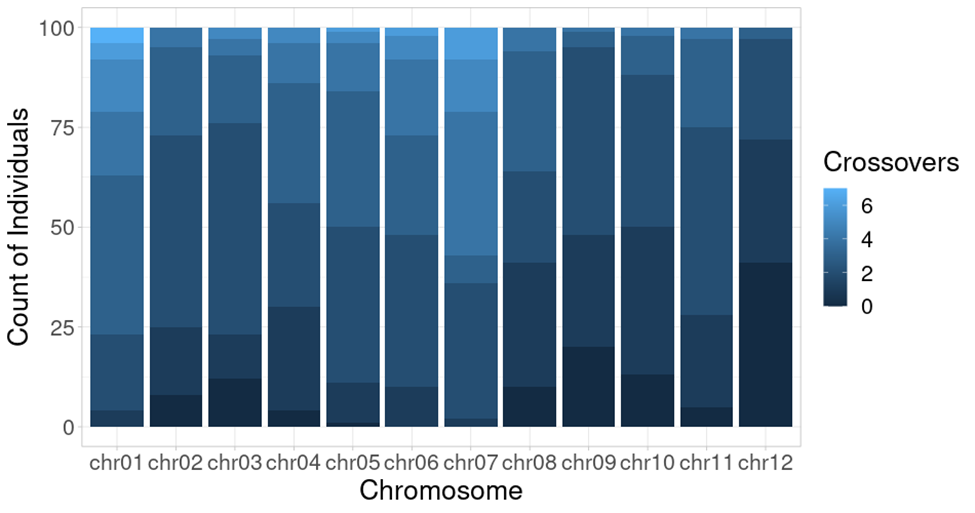 100
75
50
25
0
Count of Individuals
chr01 chr02 chr03 chr04 chr05 chr06 chr07 chr08 chr09 chr10 chr11 chr12
Chromosome
Crossovers
6
4
2
0